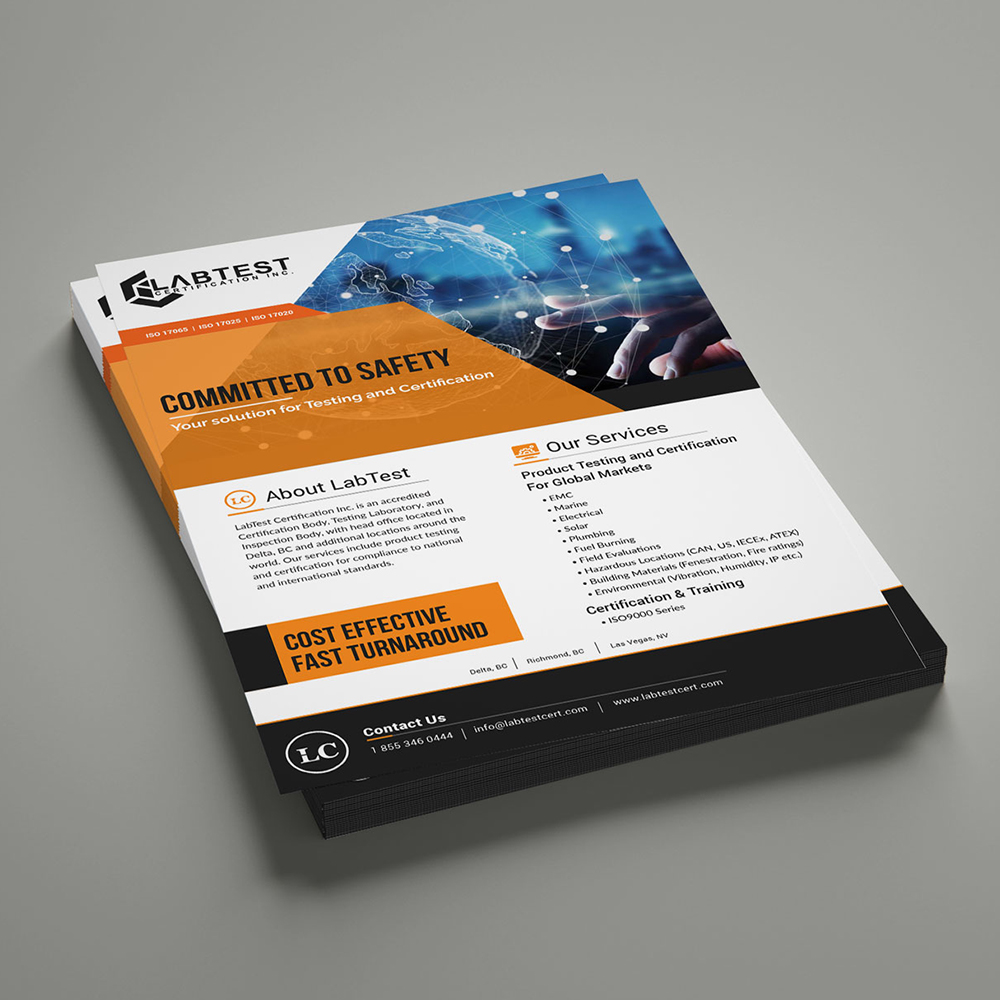 LABTEST
CERTIFICATION INC.
ISO 17065 | ISO 17025 | ISO 17020
COMMITTED TO SAFETY
Your solution for Testing and Certification
LC
About LabTest
LabTest Certification Inc. is an accredited
Certification Body, Testing Laboratory, and
Inspection Body, with head office located in
Delta, BC and additional locations around the
world. Our services include product testing
and certification for compliance to national
and international standards.
COST EFFECTIVE
FAST TURNAROUND
Our Services
Product Testing and Certification
For Global Markets
• EMC
• Marine
• Electrical
• Solar
• Plumbing
• Fuel Burning
• Field Evaluations
• Hazardous Locations (CAN, US, IECEx, ATEX)
• Building Materials (Fenestration, Fire ratings)
• Environmental (Vibration, Humidity, IP etc.)
Certification & Training
• ISO9000 Series
Delta, BC | Richmond, BC | Las Vegas, NV
LC
Contact Us
1 855 346 0444 | info@labtestcert.com | www.labtestcert.com